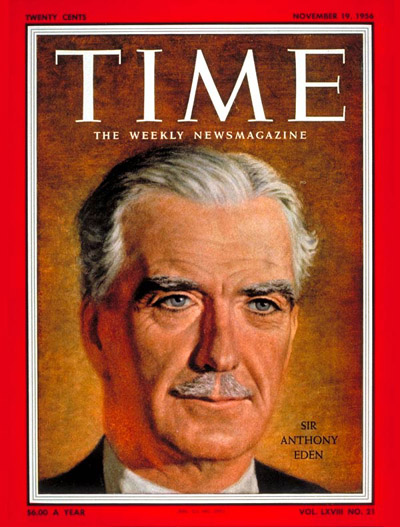 TWENTY CENTS
NOVEMBER 19, 1956
TIME
THE WEEKLY NEWSMAGAZINE
SIR
ANTHONY
EDEN
$6.00 A YEAR
VOL. LXVIII NO. 21